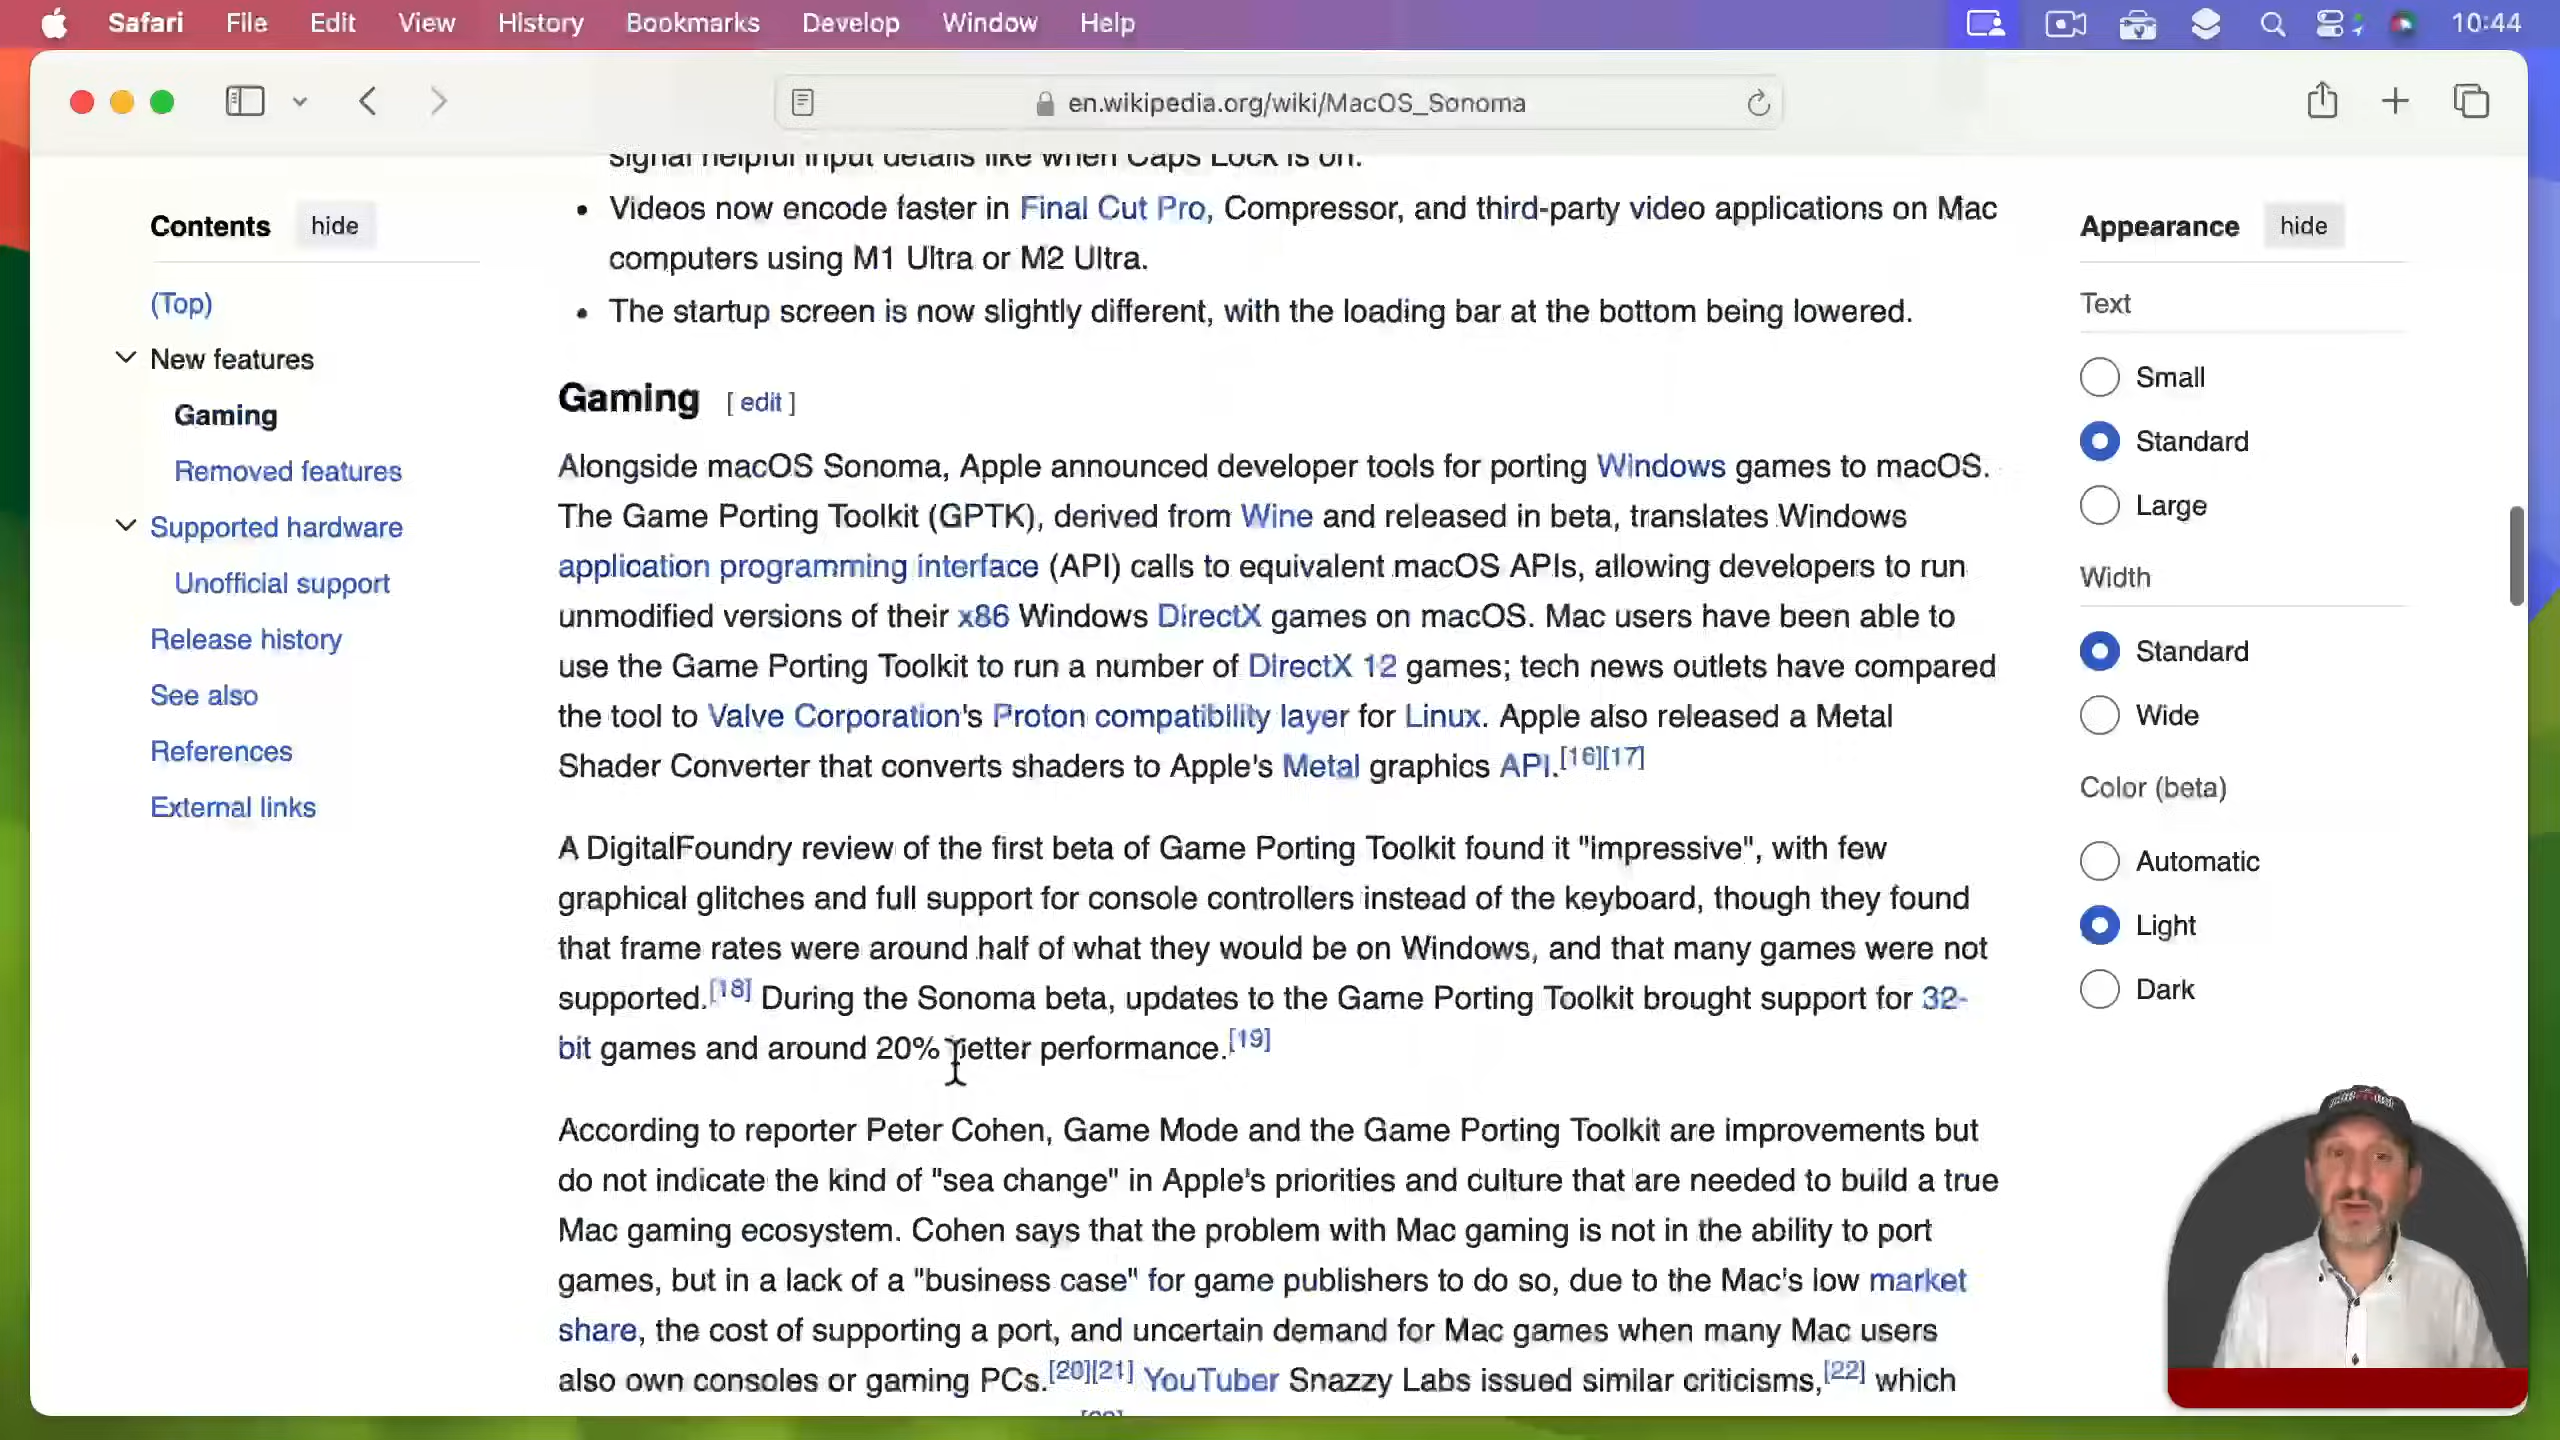 Safari File Edit View History Bookmarks Develop Window Help 10:44
en.wikipedia.org/wiki/MacOS_Sonoma
Contents hide
(Top)
New features
Gaming
Removed features
Supported hardware
Unofficial support
Release history
See also
References
External links
signal helpful input details like when Caps Lock is on.
• Videos now encode faster in Final Cut Pro, Compressor, and third-party video applications on Mac
computers using M1 Ultra or M2 Ultra.
• The startup screen is now slightly different, with the loading bar at the bottom being lowered.
Gaming [ edit ]
Alongside macOS Sonoma, Apple announced developer tools for porting Windows games to macOS.
The Game Porting Toolkit (GPTK), derived from Wine and released in beta, translates Windows
application programming interface (API) calls to equivalent macOS APIs, allowing developers to run
unmodified versions of their x86 Windows DirectX games on macOS. Mac users have been able to
use the Game Porting Toolkit to run a number of DirectX 12 games; tech news outlets have compared
the tool to Valve Corporation's Proton compatibility layer for Linux. Apple also released a Metal
Shader Converter that converts shaders to Apple's Metal graphics API.[16][17]
A DigitalFoundry review of the first beta of Game Porting Toolkit found it "impressive", with few
graphical glitches and full support for console controllers instead of the keyboard, though they found
that frame rates were around half of what they would be on Windows, and that many games were not
supported.[18] During the Sonoma beta, updates to the Game Porting Toolkit brought support for 32-
bit games and around 20% better performance.[19]
According to reporter Peter Cohen, Game Mode and the Game Porting Toolkit are improvements but
do not indicate the kind of "sea change" in Apple's priorities and culture that are needed to build a true
Mac gaming ecosystem. Cohen says that the problem with Mac gaming is not in the ability to port
games, but in a lack of a "business case" for game publishers to do so, due to the Mac's low market
share, the cost of supporting a port, and uncertain demand for Mac games when many Mac users
also own consoles or gaming PCs.[20][21] YouTuber Snazzy Labs issued similar criticisms,[22] which
Appearance hide
Text
Small
Standard
Large
Width
Standard
Wide
Color (beta)
Automatic
Light
Dark